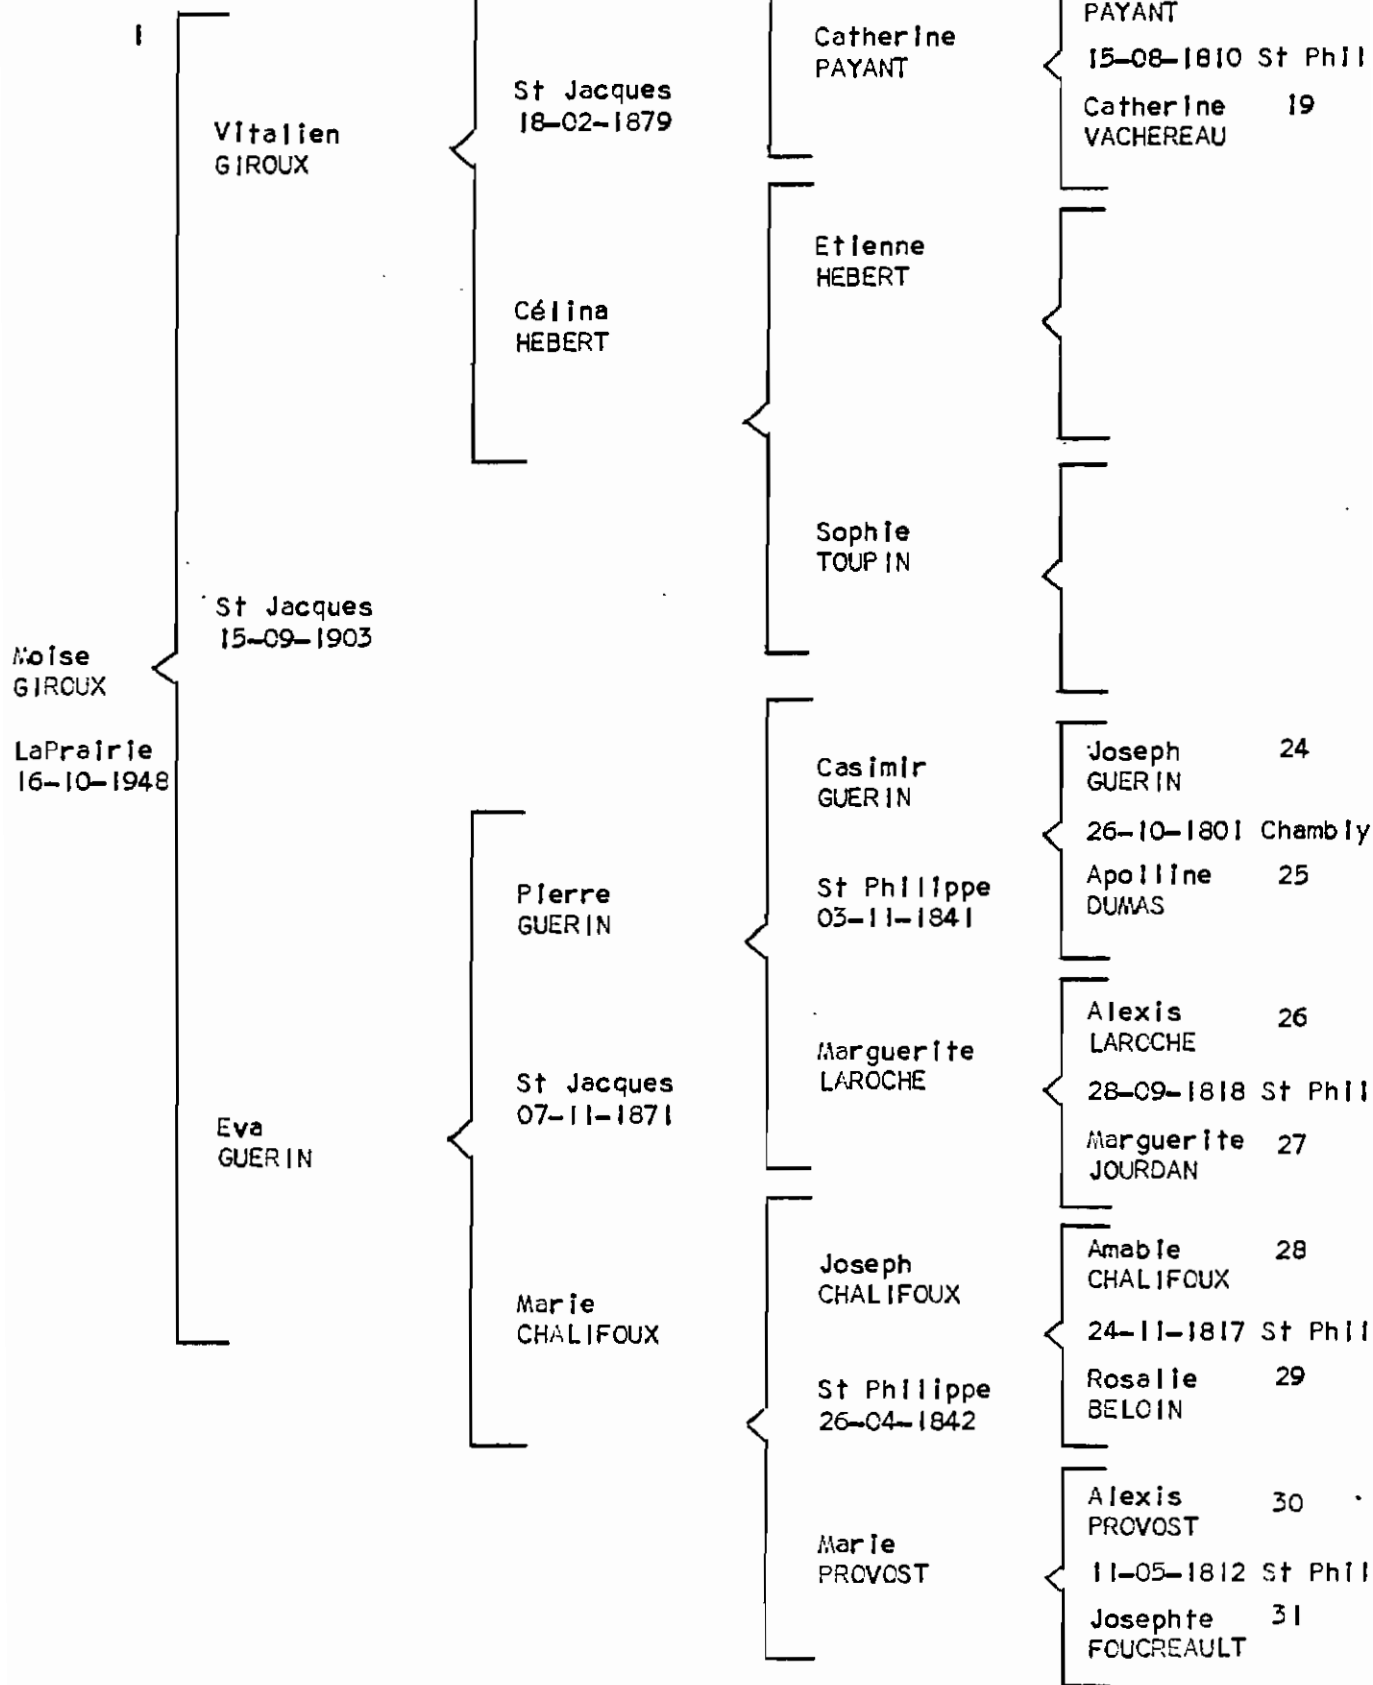 1
Moise
GIROUX
LaPrairie
16-10-1948
Vitalien
GIROUX
St Jacques
15-09-1903
Eva
GUERIN
St Jacques
18-02-1879
Célina
HEBERT
Pierre
GUERIN
St Jacques
07-11-1871
Marie
CHALIFOUX
Catherine
PAYANT
Etienne
HEBERT
Sophie
TOUPIN
Casimir
GUERIN
St Philippe
03-11-1841
Marguerite
LAROCHE
Joseph
CHALIFOUX
St Philippe
26-04-1842
Marie
PROVOST
PAYANT
15-08-1810 St Phil
Catherine 19
VACHEREAU
Joseph 24
GUERIN
26-10-1801 Chambly
Apolline 25
DUMAS
Alexis 26
LAROCHE
28-09-1818 St Phil
Marguerite 27
JOURDAN
Amable 28
CHALIFOUX
24-11-1817 St Phil
Rosalie 29
BELOIN
Alexis 30
PROVOST
11-05-1812 St Phil
Josephte 31
FOUCREAULT